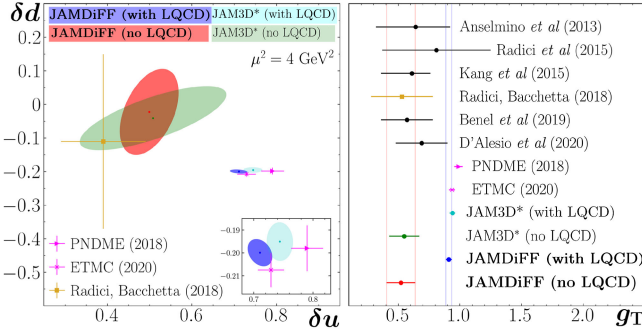 δd
JAMDiFF (with LQCD) JAM3D* (with LQCD)
JAMDiFF (no LQCD) JAM3D* (no LQCD)
μ² = 4 GeV²
0.2
0.1
0
−0.1
−0.2
−0.3
−0.4
−0.5
PNDME (2018)
ETMC (2020)
Radici, Bacchetta (2018)
−0.19
−0.20
−0.21
0.7 0.8
0.4 0.6 0.8 δu
Anselmino et al (2013)
Radici et al (2015)
Kang et al (2015)
Radici, Bacchetta (2018)
Benel et al (2019)
D'Alesio et al (2020)
PNDME (2018)
ETMC (2020)
JAM3D* (with LQCD)
JAM3D* (no LQCD)
JAMDiFF (with LQCD)
JAMDiFF (no LQCD)
0.5 1.0 1.5 2.0 gT